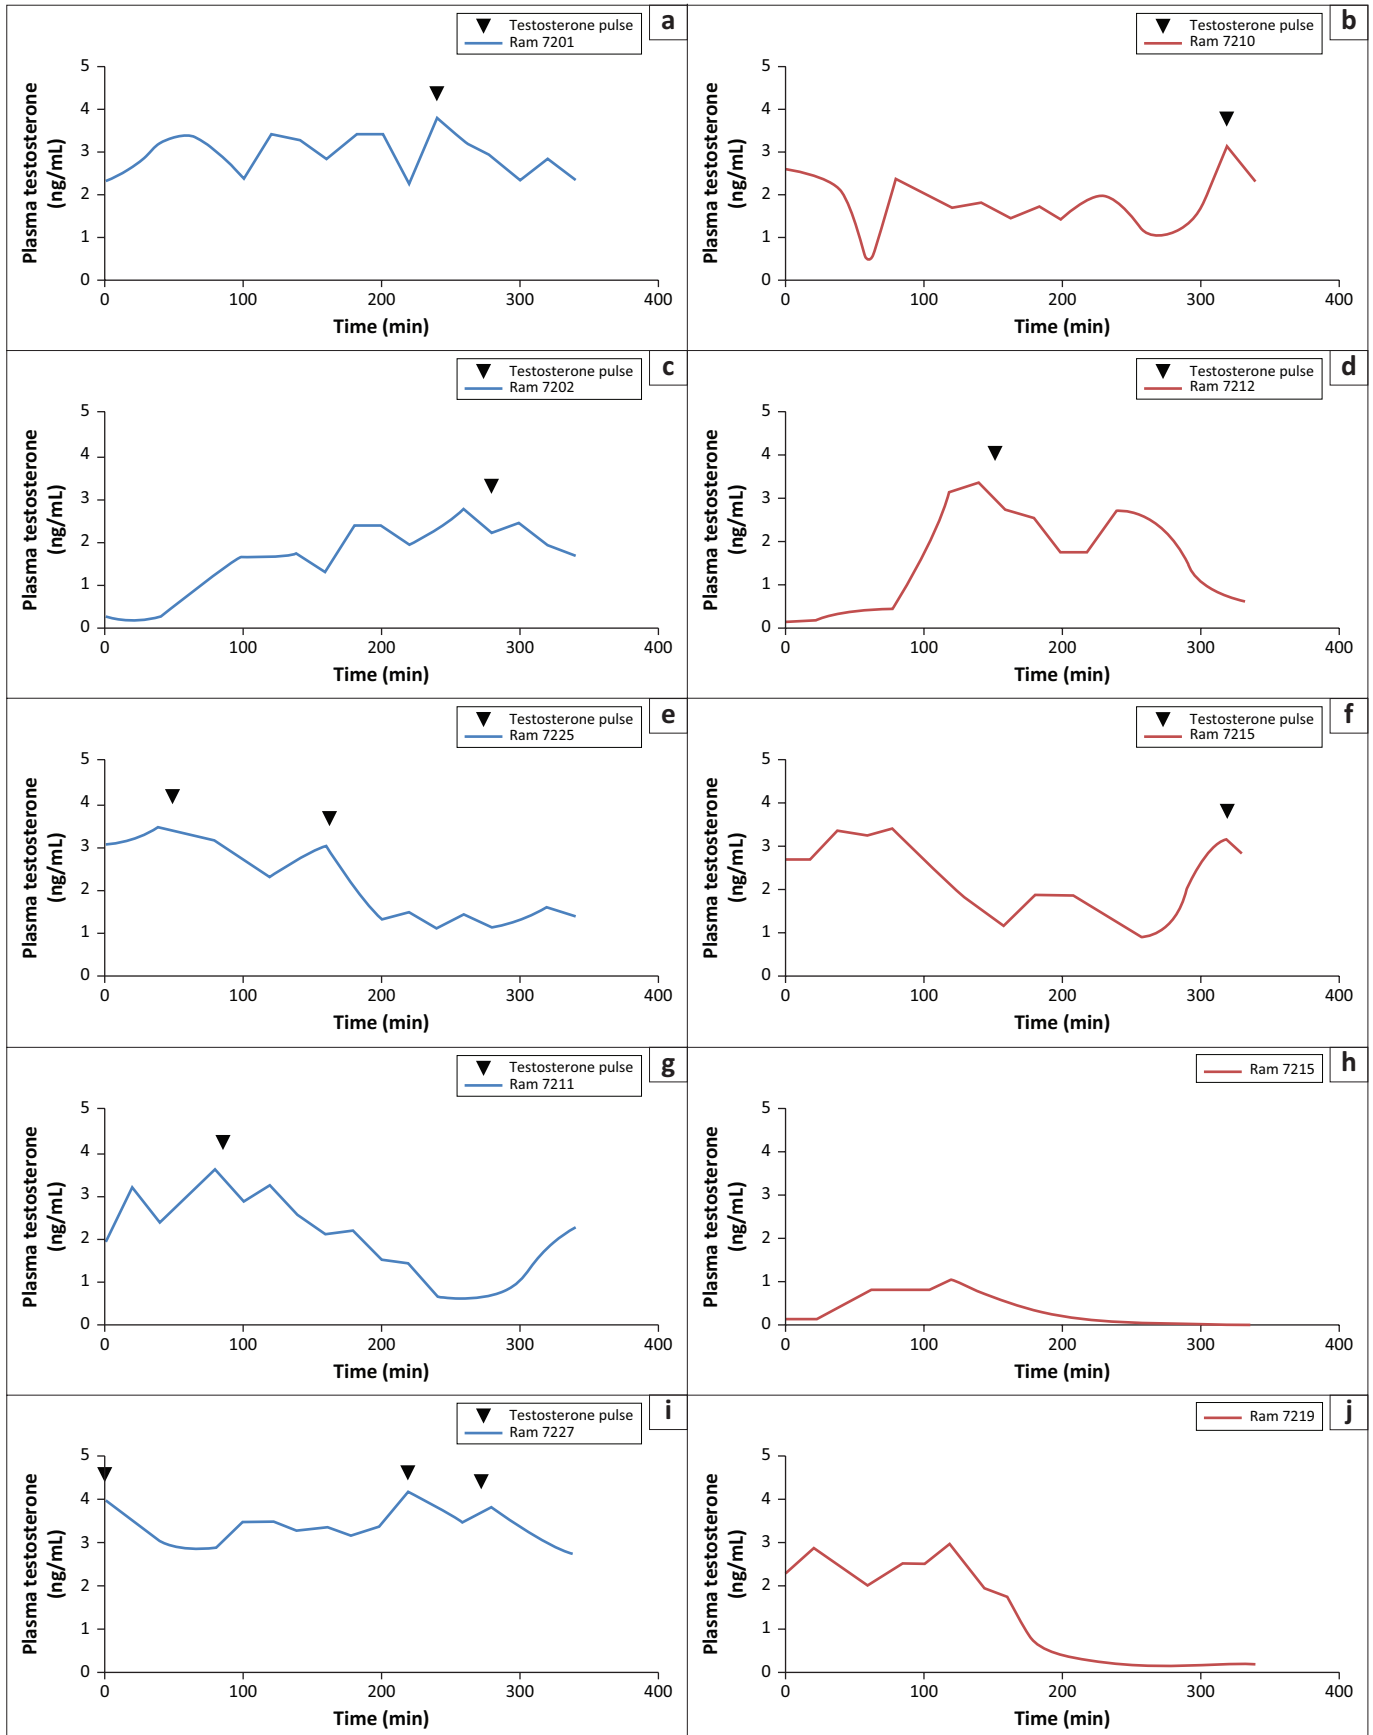 Testosterone pulse
Ram 7201
a
Plasma testosterone
(ng/mL)
5
4
3
2
1
0
0 100 200 300 400
Time (min)
Testosterone pulse
Ram 7210
b
Plasma testosterone
(ng/mL)
5
4
3
2
1
0
0 100 200 300 400
Time (min)
Testosterone pulse
Ram 7202
c
Plasma testosterone
(ng/mL)
5
4
3
2
1
0
0 100 200 300 400
Time (min)
Testosterone pulse
Ram 7212
d
Plasma testosterone
(ng/mL)
5
4
3
2
1
0
0 100 200 300 400
Time (min)
Testosterone pulse
Ram 7225
e
Plasma testosterone
(ng/mL)
5
4
3
2
1
0
0 100 200 300 400
Time (min)
Testosterone pulse
Ram 7215
f
Plasma testosterone
(ng/mL)
5
4
3
2
1
0
0 100 200 300 400
Time (min)
Testosterone pulse
Ram 7211
g
Plasma testosterone
(ng/mL)
5
4
3
2
1
0
0 100 200 300 400
Time (min)
Ram 7215
h
Plasma testosterone
(ng/mL)
5
4
3
2
1
0
0 100 200 300 400
Time (min)
Testosterone pulse
Ram 7227
i
Plasma testosterone
(ng/mL)
5
4
3
2
1
0
0 100 200 300 400
Time (min)
Ram 7219
j
Plasma testosterone
(ng/mL)
5
4
3
2
1
0
0 100 200 300 400
Time (min)